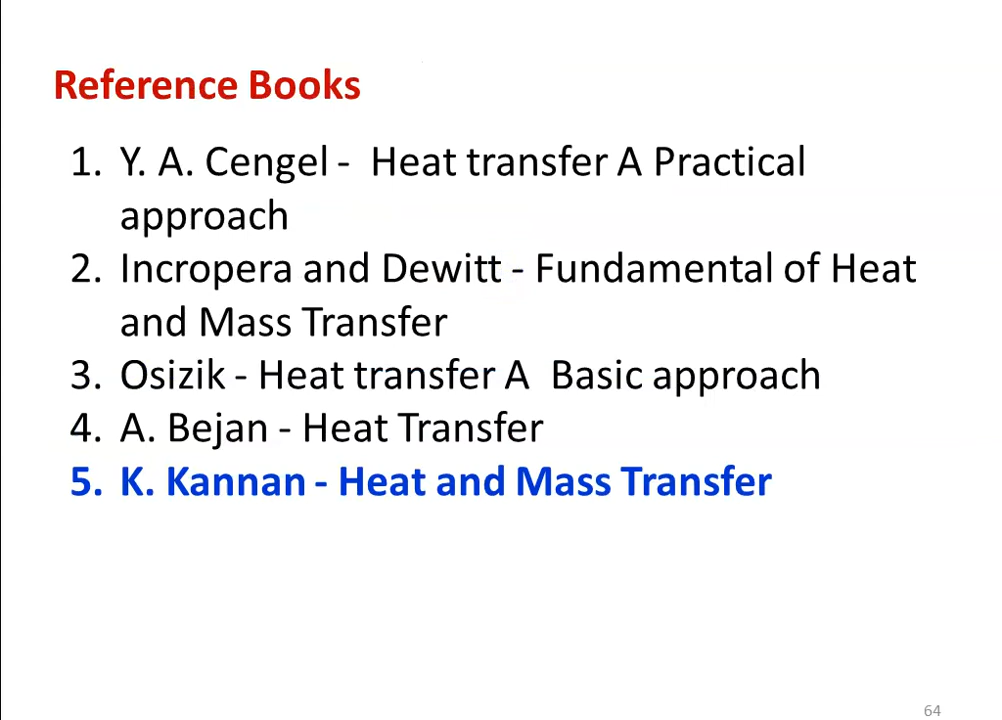 Reference Books
1. Y. A. Cengel - Heat transfer A Practical
approach
2. Incropera and Dewitt - Fundamental of Heat
and Mass Transfer
3. Osizik - Heat transfer A Basic approach
4. A. Bejan - Heat Transfer
5. K. Kannan - Heat and Mass Transfer
64